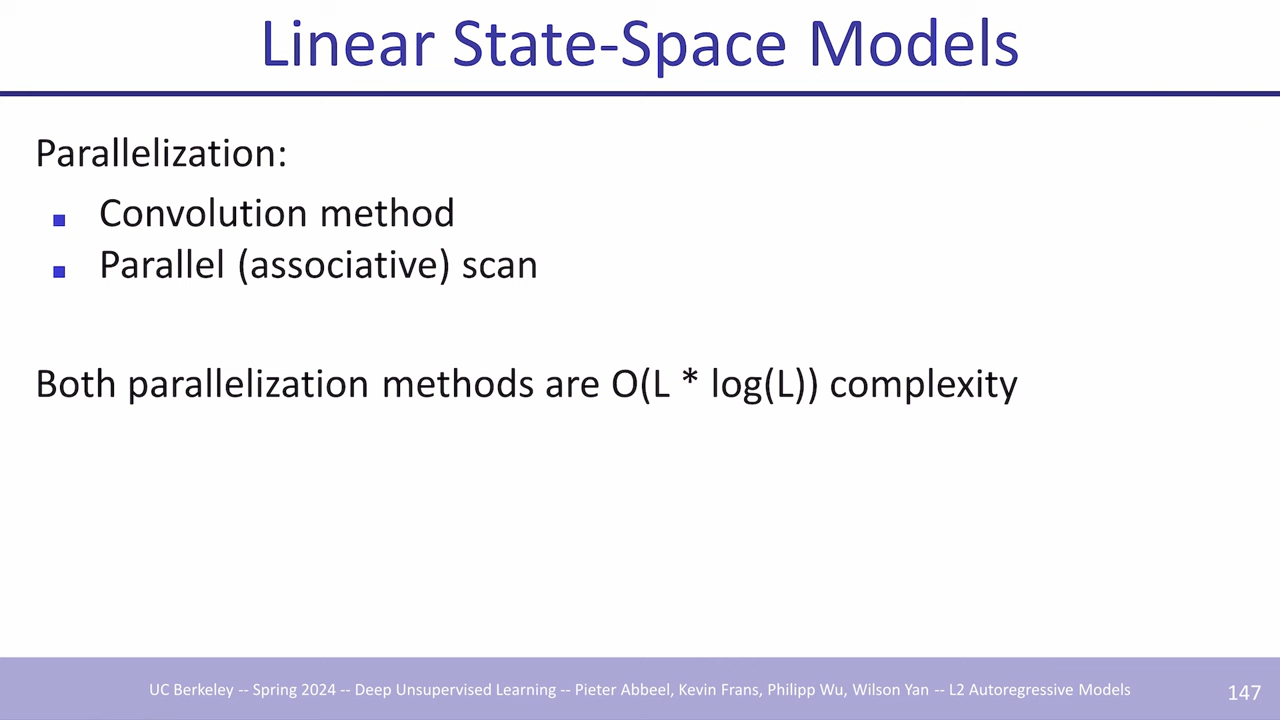 Linear State-Space Models
Parallelization:
Convolution method
Parallel (associative) scan
Both parallelization methods are O(L * log(L)) complexity
UC Berkeley -- Spring 2024 -- Deep Unsupervised Learning -- Pieter Abbeel, Kevin Frans, Philipp Wu, Wilson Yan -- L2 Autoregressive Models
147